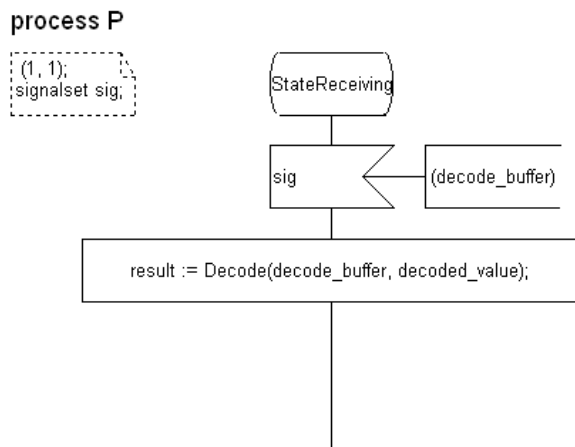 process P
(1, 1);
signalset sig;
StateReceiving
sig
(decode_buffer)
result := Decode(decode_buffer, decoded_value);